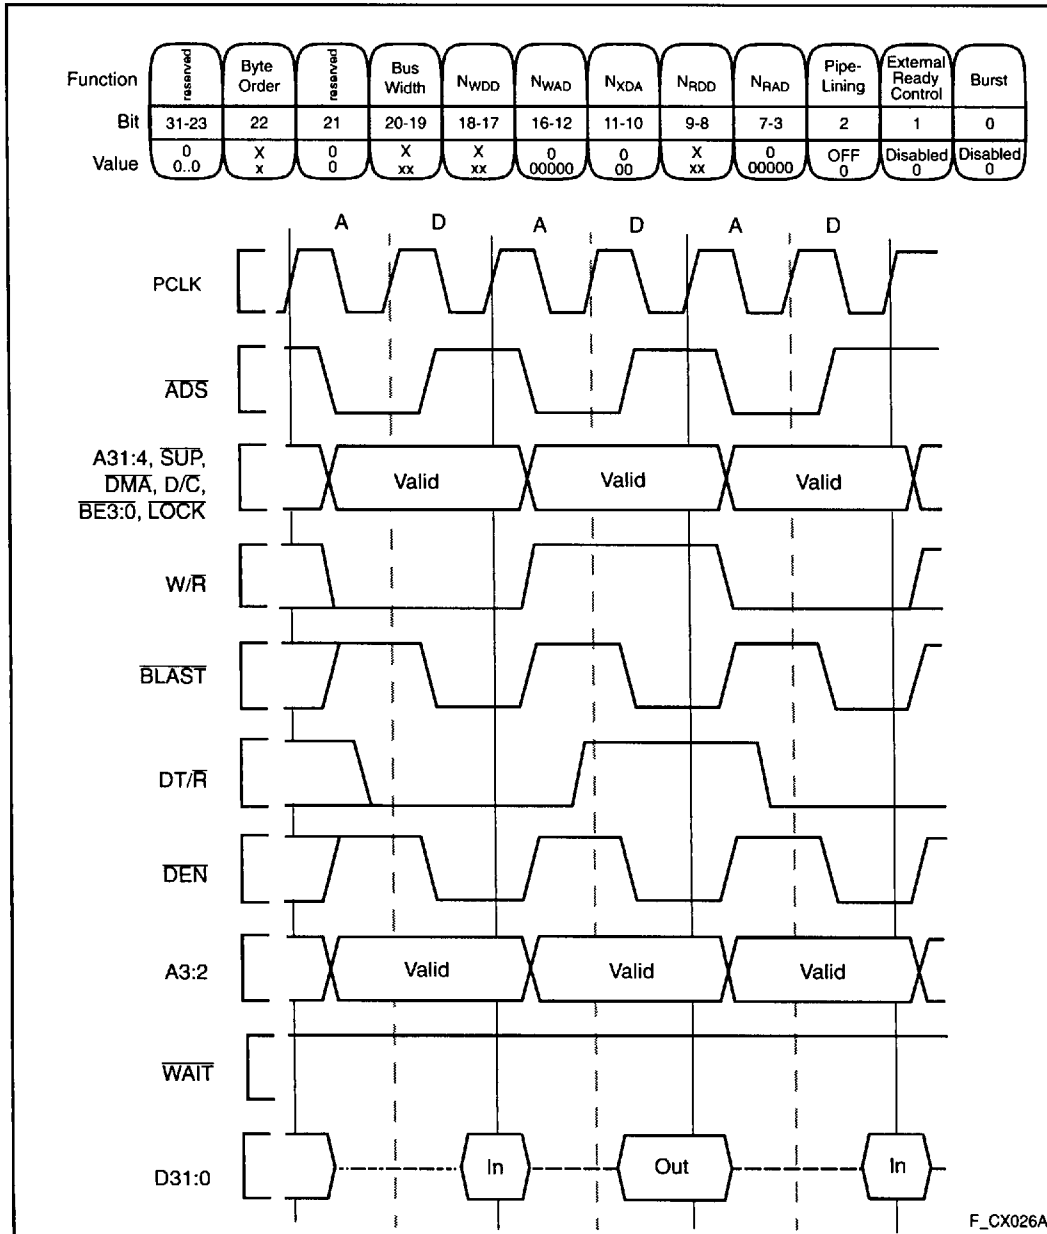 Function reserved Byte Order reserved Bus Width NWDD NWAD NXDA NRDD NRAD Pipe-Lining External Ready Control Burst
Bit 31-23 22 21 20-19 18-17 16-12 11-10 9-8 7-3 2 1 0
Value 0 X 0 X X 0 0 X 0 OFF Disabled Disabled
0..0 x 0 xx xx 00000 00 xx 00000 0 0 0
A D A D A D
PCLK
ADS
A31:4, SUP,
DMA, D/C,
BE3:0, LOCK
Valid Valid Valid
W/R
BLAST
DT/R
DEN
A3:2 Valid Valid Valid
WAIT
D31:0 In Out In
F_CX026A